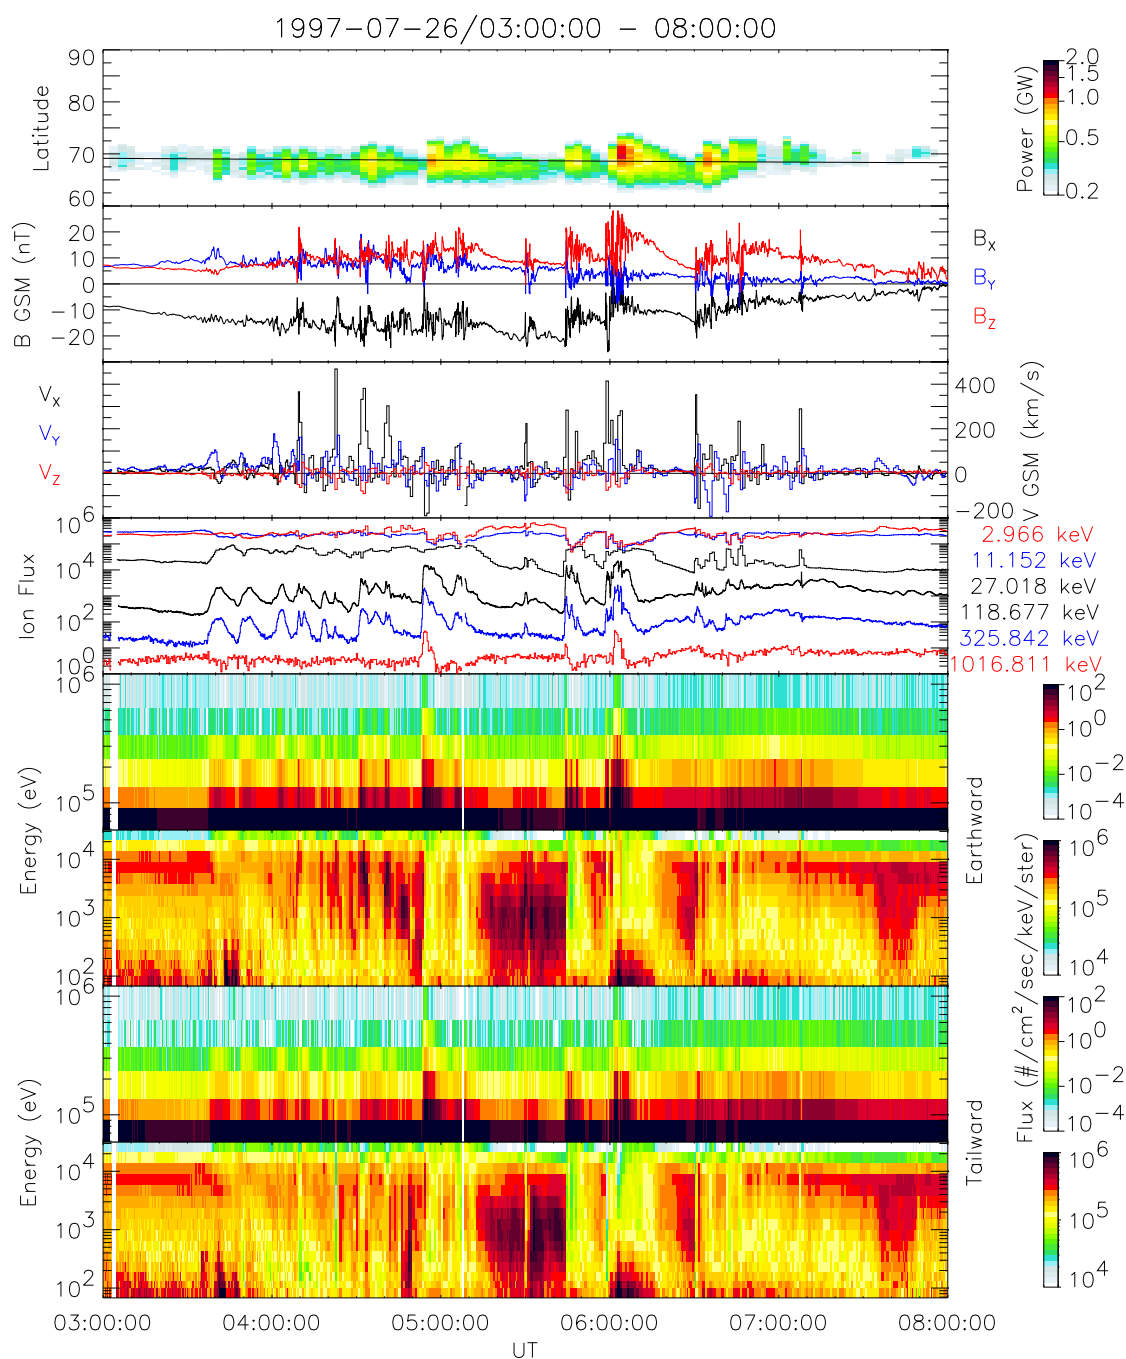 1997-07-26/03:00:00 - 08:00:00
90
80
70
60
Latitude
2.0
1.5
1.0
0.5
0.2
Power (GW)
20
10
0
-10
-20
B GSM (nT)
BX
BY
BZ
VX
VY
VZ
400
200
0
-200
V GSM (km/s)
10^6
10^4
10^2
10^0
Ion Flux
2.966 keV
11.152 keV
27.018 keV
118.677 keV
325.842 keV
1016.811 keV
10^6
10^5
10^4
10^3
10^2
Energy (eV)
Earthward
10^2
10^0
10^-2
10^-4
10^6
10^5
10^4
10^6
10^5
10^4
10^3
10^2
Energy (eV)
Tailward
10^2
10^0
10^-2
10^-4
10^6
10^5
10^4
Flux (#/cm^2/sec/keV/ster)
03:00:00 04:00:00 05:00:00 06:00:00 07:00:00 08:00:00
UT